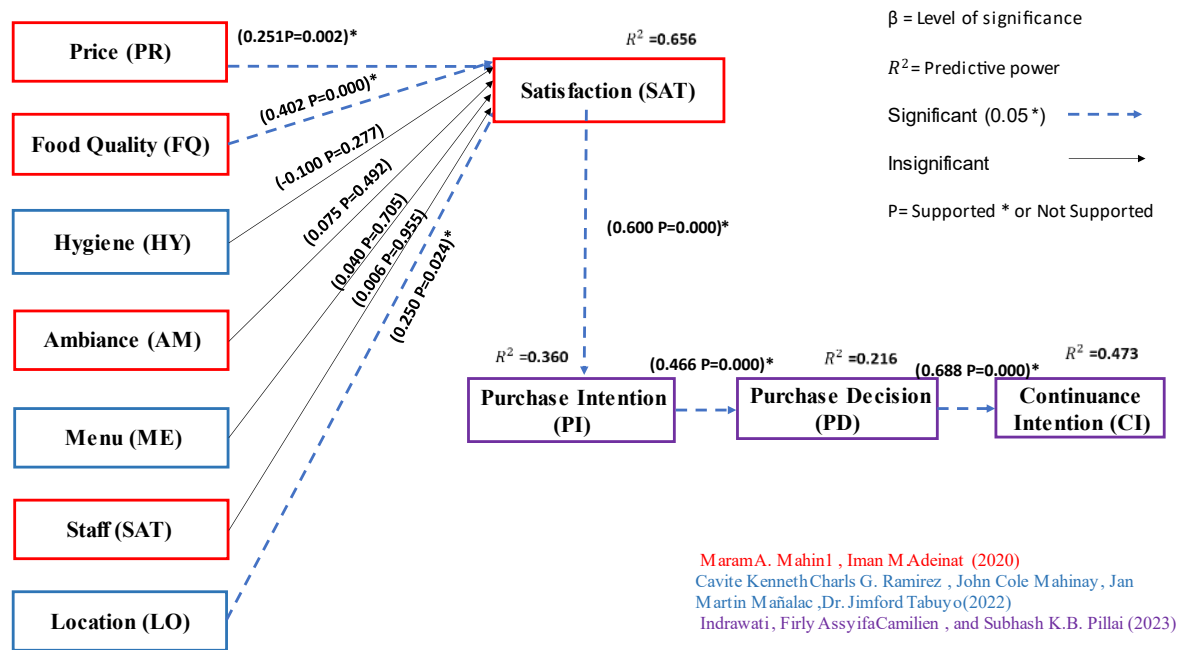 Price (PR)
(0.251P=0.002)*
R² =0.656
β = Level of significance
R²= Predictive power
Significant (0.05*)
Insignificant
P= Supported * or Not Supported
Satisfaction (SAT)
Food Quality (FQ)
(0.402 P=0.000)*
Hygiene (HY)
(-0.100 P=0.277)
Ambiance (AM)
(0.075 P=0.492)
Menu (ME)
(0.040 P=0.705)
Staff (SAT)
(0.006 P=0.955)
Location (LO)
(0.250 P=0.024)*
(0.600 P=0.000)*
R² =0.360
Purchase Intention
(PI)
(0.466 P=0.000)*
R² =0.216
Purchase Decision
(PD)
(0.688 P=0.000)*
R² =0.473
Continuance
Intention (CI)
MaramA. Mahin1 , Iman M.Adeinat (2020)
Cavite KennethCharls G. Ramirez , John Cole Mahinay, Jan
Martin Mañalac ,Dr. Jimford Tabuyo(2022)
Indrawati, Firly AssyifaCamilien, and Subhash K.B. Pillai (2023)